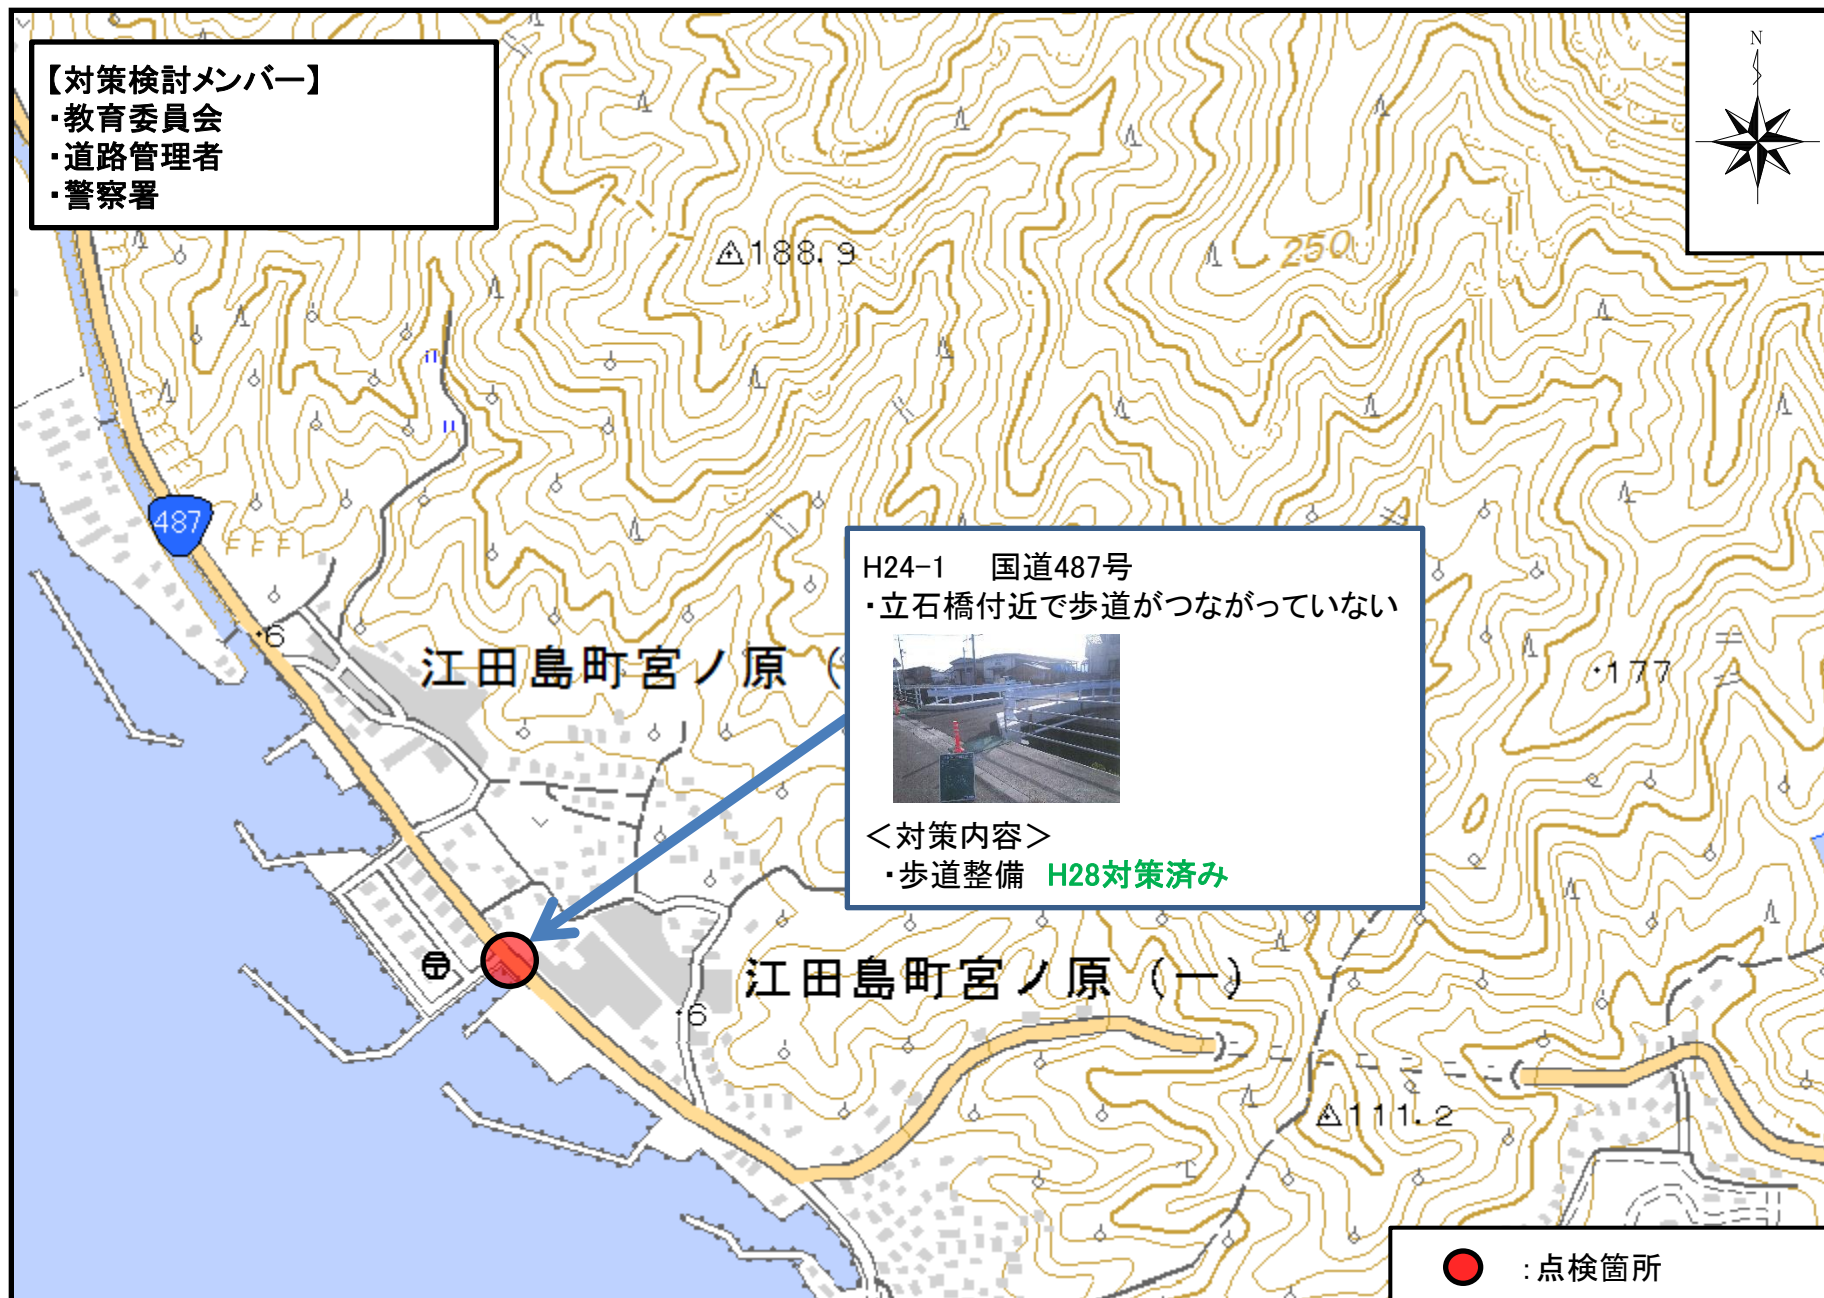 【対策検討メンバー】
・教育委員会
・道路管理者
・警察署
N
188.9
250
487
H24-1　国道487号
・立石橋付近で歩道がつながっていない
＜対策内容＞
・歩道整備　H28対策済み
6
江田島町宮ノ原（
177
江田島町宮ノ原（一）
6
111.2
：点検箇所